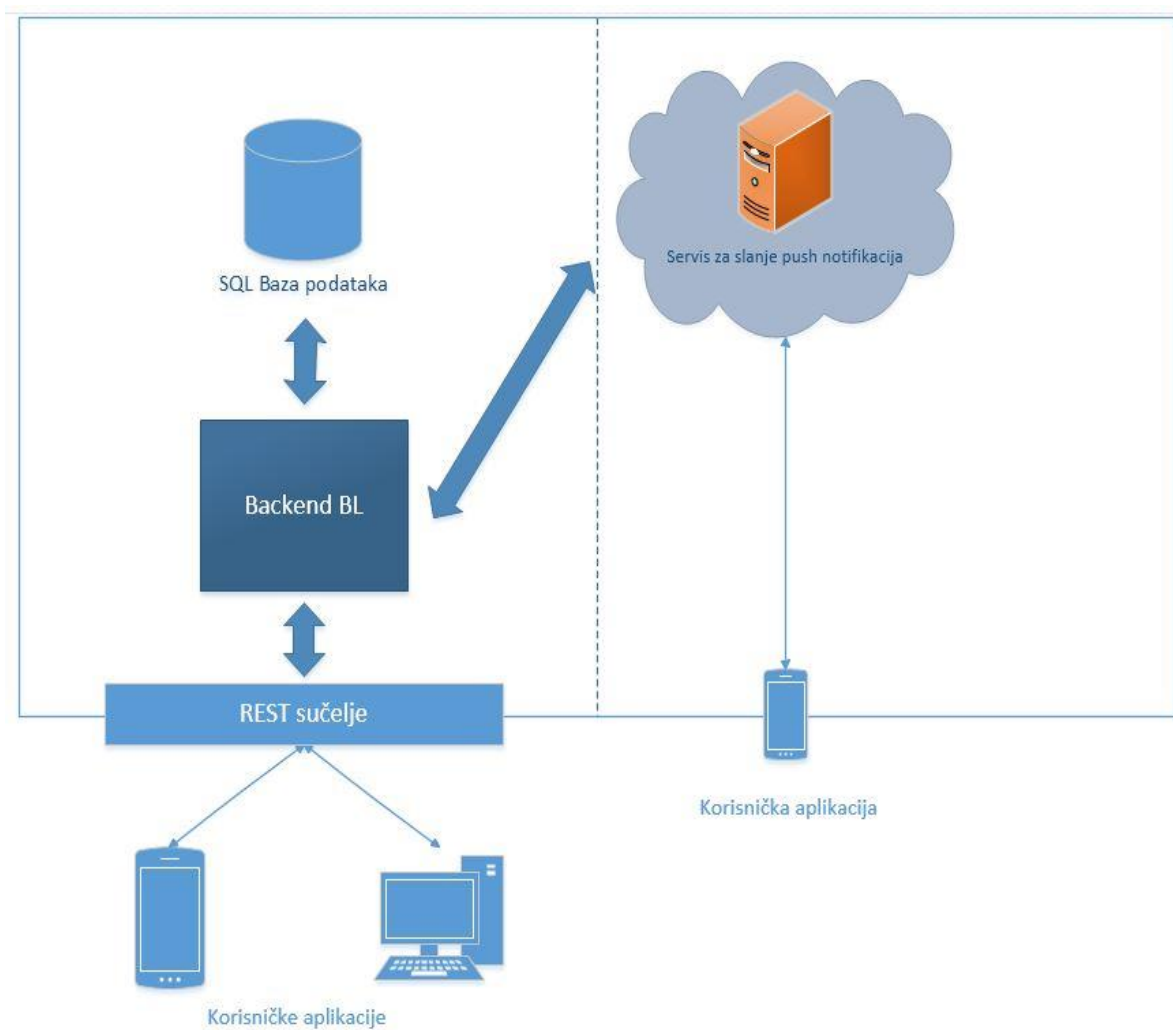 Servis za slanje push notifikacija
SQL Baza podataka
Backend BL
REST sučelje
Korisnička aplikacija
Korisničke aplikacije